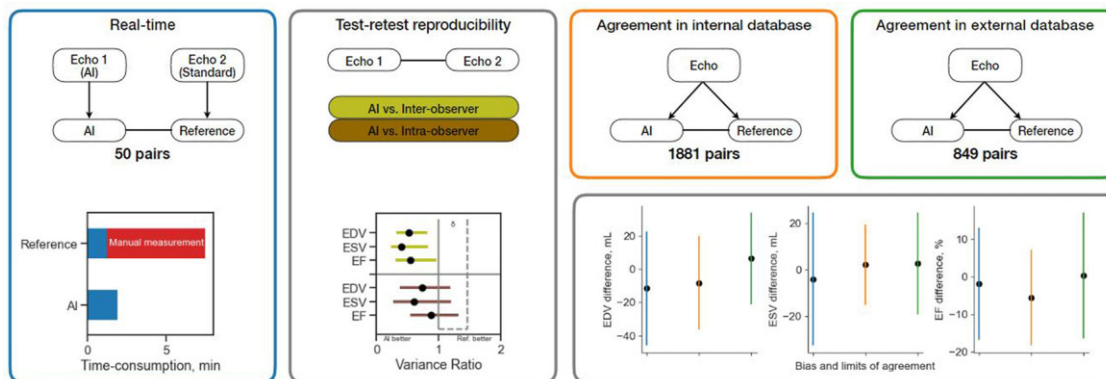 Real-time
Echo 1
(AI)
Echo 2
(Standard)
AI
Reference
50 pairs
Reference
Manual measurement
AI
0
5
Time-consumption, min
Test-retest reproducibility
Echo 1
Echo 2
AI vs. Inter-observer
AI vs. Intra-observer
δ
EDV
ESV
EF
EDV
ESV
EF
AI better
Ref. better
0
1
2
Variance Ratio
Agreement in internal database
Echo
AI
Reference
1881 pairs
Agreement in external database
Echo
AI
Reference
849 pairs
EDV difference, mL
20
0
−20
−40
ESV difference, mL
20
0
−20
EF difference, %
10
0
−10
−20
Bias and limits of agreement